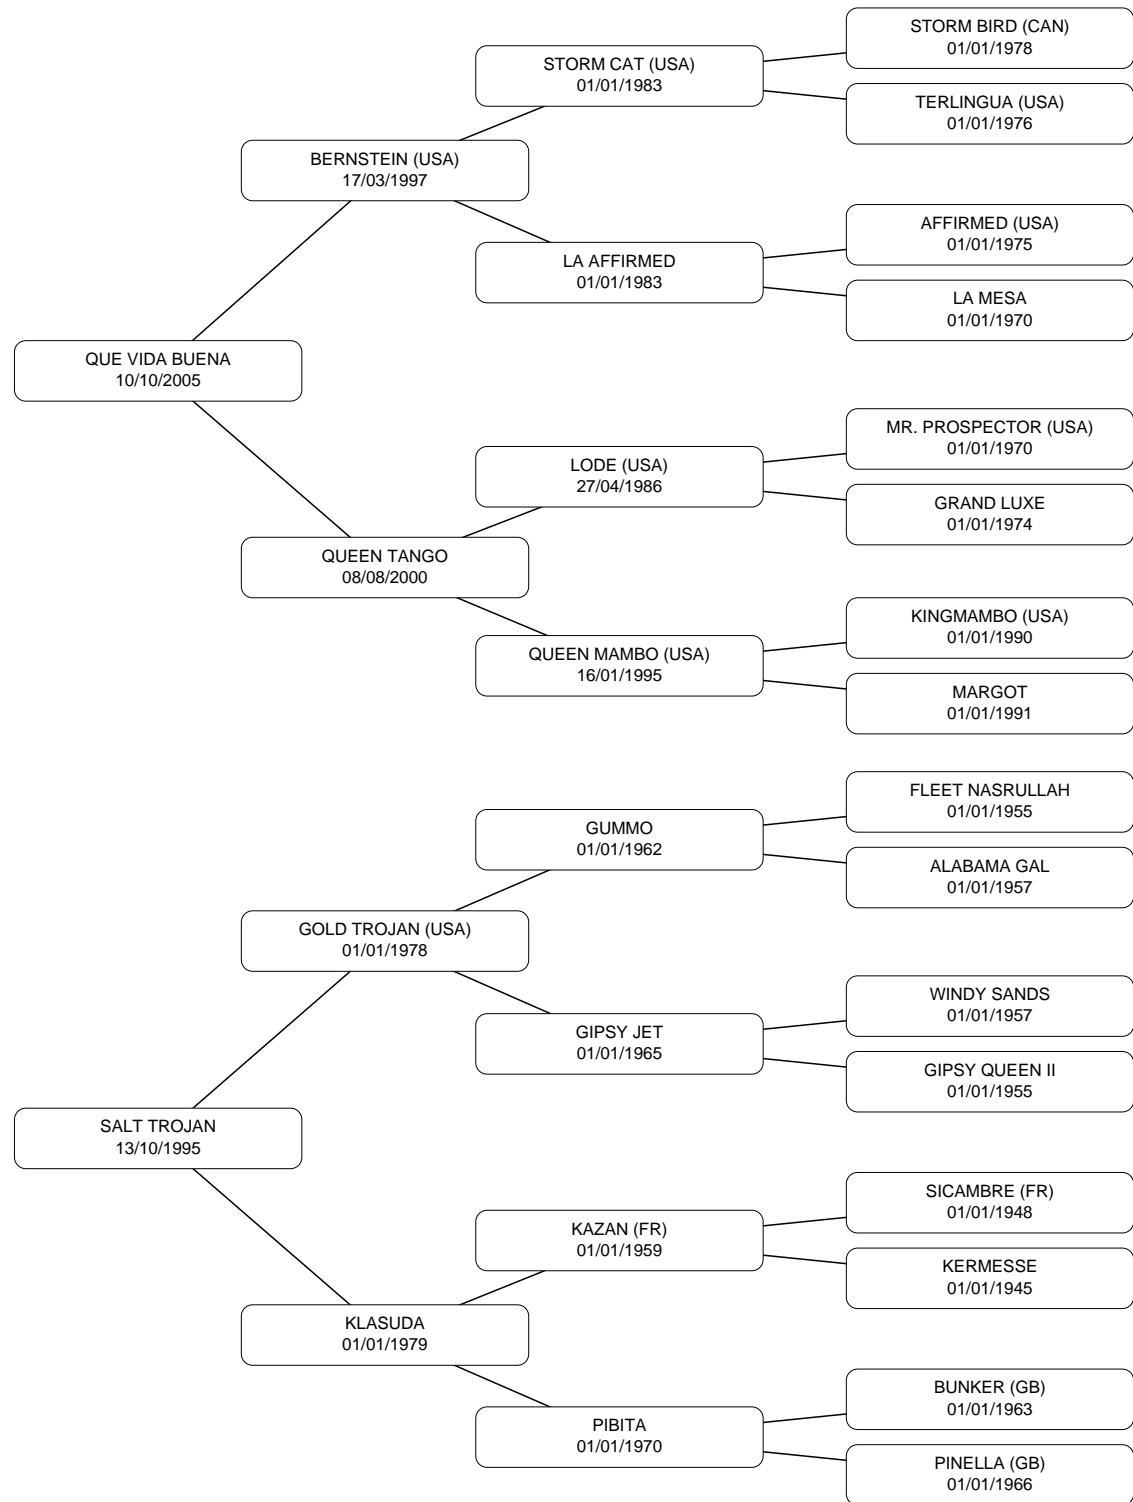 STORM BIRD (CAN)
01/01/1978
STORM CAT (USA)
01/01/1983
TERLINGUA (USA)
01/01/1976
BERNSTEIN (USA)
17/03/1997
AFFIRMED (USA)
01/01/1975
LA AFFIRMED
01/01/1983
LA MESA
01/01/1970
QUE VIDA BUENA
10/10/2005
MR. PROSPECTOR (USA)
01/01/1970
LODE (USA)
27/04/1986
GRAND LUXE
01/01/1974
QUEEN TANGO
08/08/2000
KINGMAMBO (USA)
01/01/1990
QUEEN MAMBO (USA)
16/01/1995
MARGOT
01/01/1991
FLEET NASRULLAH
01/01/1955
GUMMO
01/01/1962
ALABAMA GAL
01/01/1957
GOLD TROJAN (USA)
01/01/1978
WINDY SANDS
01/01/1957
GIPSY JET
01/01/1965
GIPSY QUEEN II
01/01/1955
SALT TROJAN
13/10/1995
SICAMBRE (FR)
01/01/1948
KAZAN (FR)
01/01/1959
KERMESSE
01/01/1945
KLASUDA
01/01/1979
BUNKER (GB)
01/01/1963
PIBITA
01/01/1970
PINELLA (GB)
01/01/1966